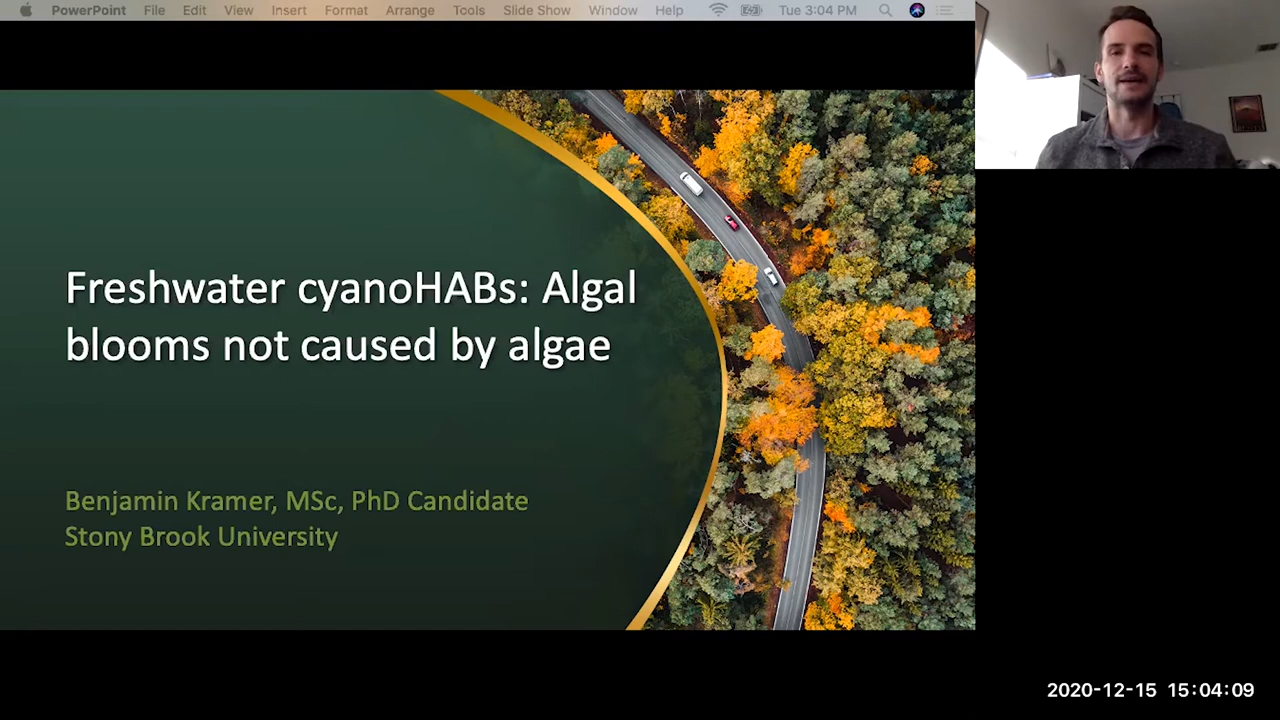 PowerPoint File Edit View Insert Format Arrange Tools Slide Show Window Help Tue 3:04 PM
Freshwater cyanoHABs: Algal
blooms not caused by algae
Benjamin Kramer, MSc, PhD Candidate
Stony Brook University
2020-12-15 15:04:09